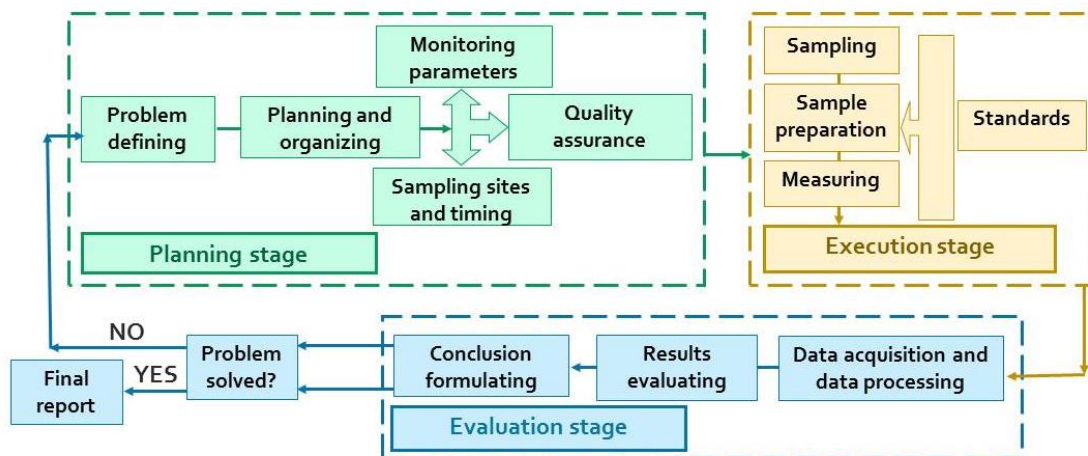 Monitoring
parameters
Problem
defining
Planning and
organizing
Quality
assurance
Sampling sites
and timing
Planning stage
Sampling
Sample
preparation
Measuring
Standards
Execution stage
NO
YES
Final
report
Problem
solved?
Conclusion
formulating
Results
evaluating
Data acquisition and
data processing
Evaluation stage